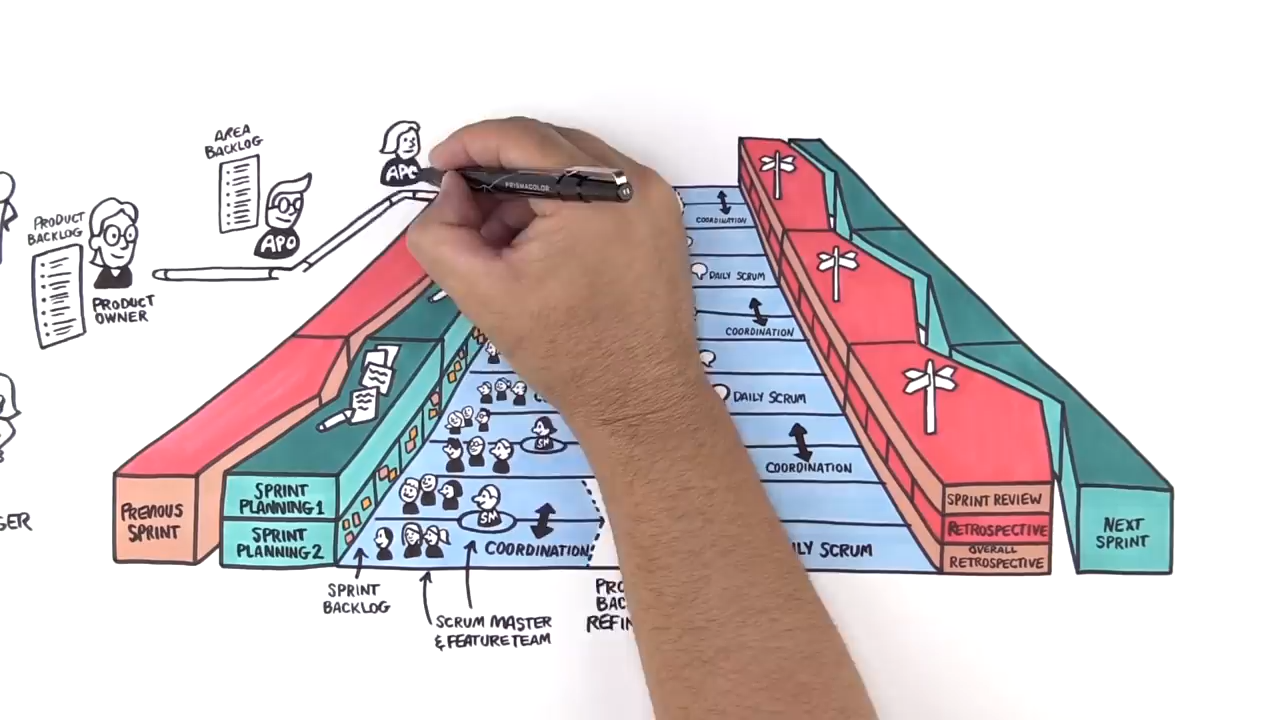 AREA
BACKLOG
APO
PRODUCT
BACKLOG
APO
PRODUCT
OWNER
PRISMACOLOR
COORDINATION
DAILY SCRUM
COORDINATION
DAILY SCRUM
COORDINATION
SM
PREVIOUS
SPRINT
SPRINT
PLANNING 1
SPRINT
PLANNING 2
SM
COORDINATION
SPRINT REVIEW
RETROSPECTIVE
OVERALL
RETROSPECTIVE
NEXT
SPRINT
SCRUM
SPRINT
BACKLOG
SCRUM MASTER
& FEATURE TEAM